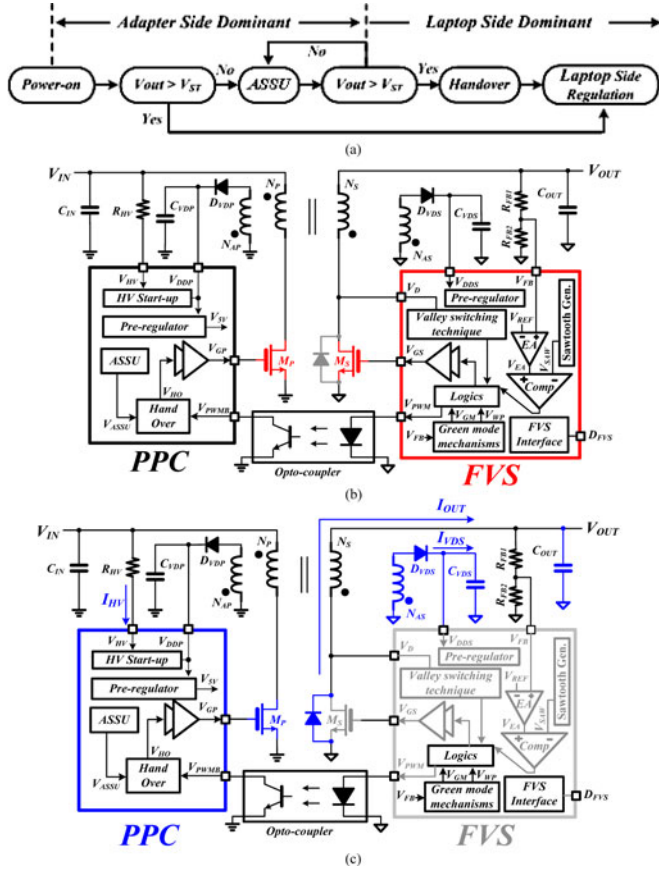 Adapter Side Dominant
Laptop Side Dominant
No
Power-on
Vout > VST
No
ASSU
Vout > VST
Yes
Handover
Laptop Side
Regulation
Yes
(a)
VIN
NP
NS
VOUT
CIN
RHV
CVDP
DVDP
NAP
DVDS
CVDS
NAS
RFB1
RFB2
COUT
VHV
VDDP
HV Start-up
Pre-regulator
V5V
ASSU
VGP
VHO
Hand
Over
VASSU
VPWMB
PPC
MP
MS
Opto-coupler
VD
VDDS
VFB
Pre-regulator
Valley switching
technique
VREF
EA
VEA
VSAW
Sawtooth Gen.
VGS
Comp
Logics
VPWM
VGM
VWP
VFB
Green mode
mechanisms
FVS
Interface
DFVS
FVS
(b)
IOUT
VIN
NP
NS
VOUT
CIN
RHV
CVDP
DVDP
NAP
IVDS
DVDS
CVDS
NAS
RFB1
RFB2
COUT
IHV
VHV
VDDP
HV Start-up
Pre-regulator
V5V
ASSU
VGP
VHO
Hand
Over
VASSU
VPWMB
PPC
MP
MS
Opto-coupler
VD
VDDS
VFB
Pre-regulator
Valley switching
technique
VREF
EA
VEA
VSAW
Sawtooth Gen.
VGS
Comp
Logics
VPWM
VGM
VWP
VFB
Green mode
mechanisms
FVS
Interface
DFVS
FVS
(c)